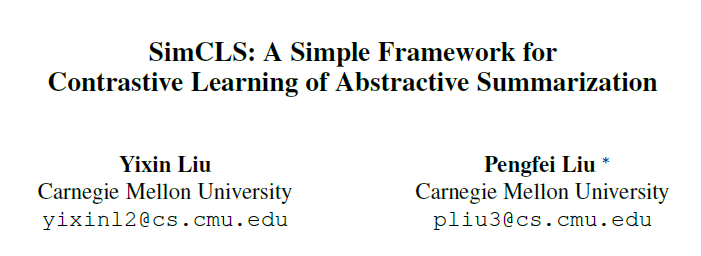 SimCLS: A Simple Framework for
Contrastive Learning of Abstractive Summarization
Yixin Liu
Carnegie Mellon University
yixinl2@cs.cmu.edu
Pengfei Liu *
Carnegie Mellon University
pliu3@cs.cmu.edu